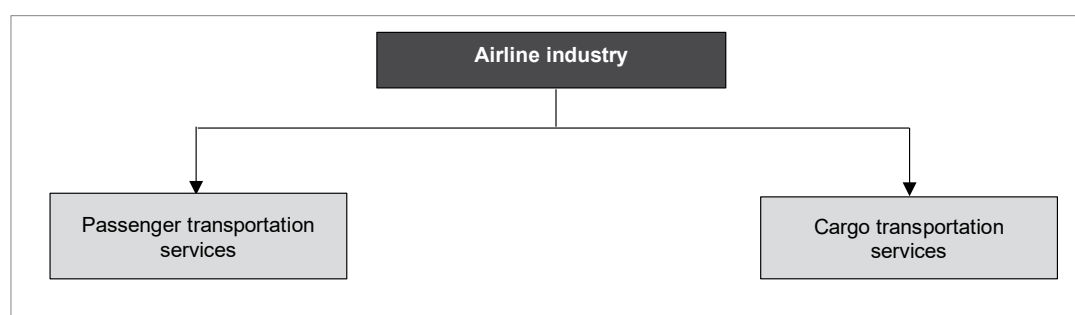 Airline industry
Passenger transportation
services
Cargo transportation
services